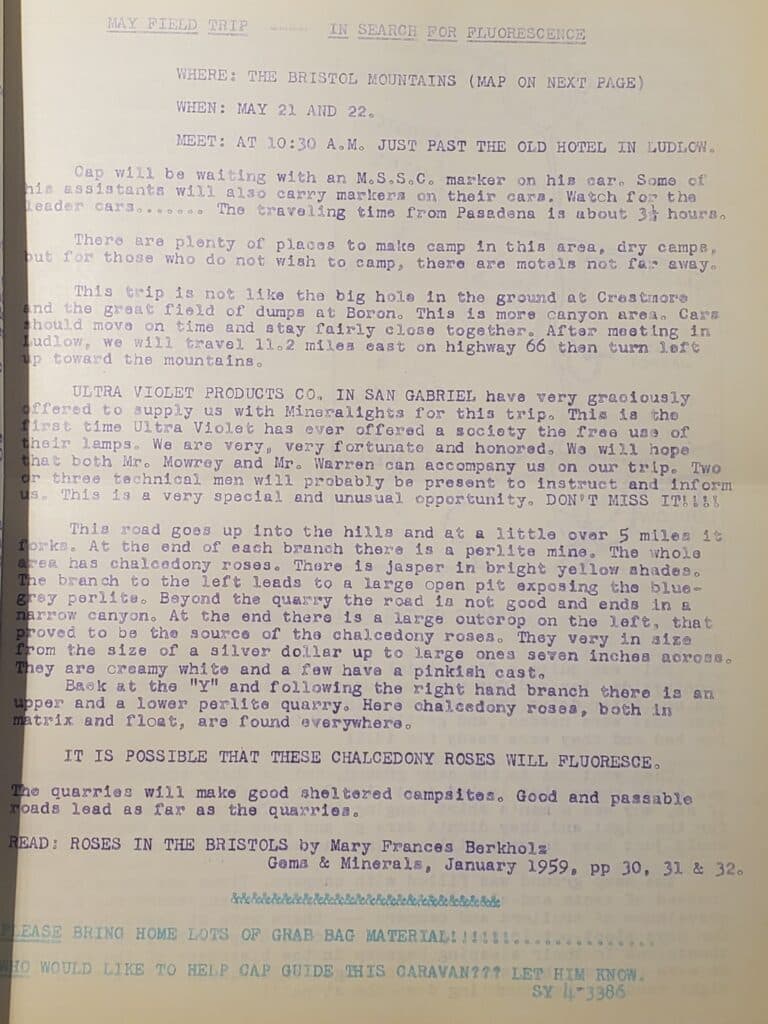 MAY FIELD TRIP ----- IN SEARCH FOR FLUORESCENCE
WHERE: THE BRISTOL MOUNTAINS (MAP ON NEXT PAGE)
WHEN: MAY 21 AND 22.
MEET: AT 10:30 A.M. JUST PAST THE OLD HOTEL IN LUDLOW.
Cap will be waiting with an M.S.S.C. marker on his car. Some of
his assistants will also carry markers on their cars. Watch for the
leader cars....... The traveling time from Pasadena is about 3½ hours.
There are plenty of places to make camp in this area, dry camps,
but for those who do not wish to camp, there are motels not far away.
This trip is not like the big hole in the ground at Crestmore
and the great field of dumps at Boron. This is more canyon area. Cars
should move on time and stay fairly close together. After meeting in
Ludlow, we will travel 11.2 miles east on highway 66 then turn left
up toward the mountains.
ULTRA VIOLET PRODUCTS CO. IN SAN GABRIEL have very graciously
offered to supply us with Mineralights for this trip. This is the
first time Ultra Violet has ever offered a society the free use of
their lamps. We are very, very fortunate and honored. We will hope
that both Mr. Mowrey and Mr. Warren can accompany us on our trip. Two
or three technical men will probably be present to instruct and inform
us. This is a very special and unusual opportunity. DON'T MISS IT!!!!
This road goes up into the hills and at a little over 5 miles it
forks. At the end of each branch there is a perlite mine. The whole
area has chalcedony roses. There is jasper in bright yellow shades.
The branch to the left leads to a large open pit exposing the blue-
grey perlite. Beyond the quarry the road is not good and ends in a
narrow canyon. At the end there is a large outcrop on the left, that
proved to be the source of the chalcedony roses. They very in size
from the size of a silver dollar up to large ones seven inches across.
They are creamy white and a few have a pinkish cast.
Back at the "Y" and following the right hand branch there is an
upper and a lower perlite quarry. Here chalcedony roses, both in
matrix and float, are found everywhere.
IT IS POSSIBLE THAT THESE CHALCEDONY ROSES WILL FLUORESCE.
The quarries will make good sheltered campsites. Good and passable
roads lead as far as the quarries.
READ: ROSES IN THE BRISTOLS by Mary Frances Berkholz
Gems & Minerals, January 1959, pp 30, 31 & 32.
&&&&&&&&&&&&&&&&&&&&&&&&&&&&&&&&&
PLEASE BRING HOME LOTS OF GRAB BAG MATERIAL!!!!!!.............
WHO WOULD LIKE TO HELP CAP GUIDE THIS CARAVAN??? LET HIM KNOW.
SY 4-3386